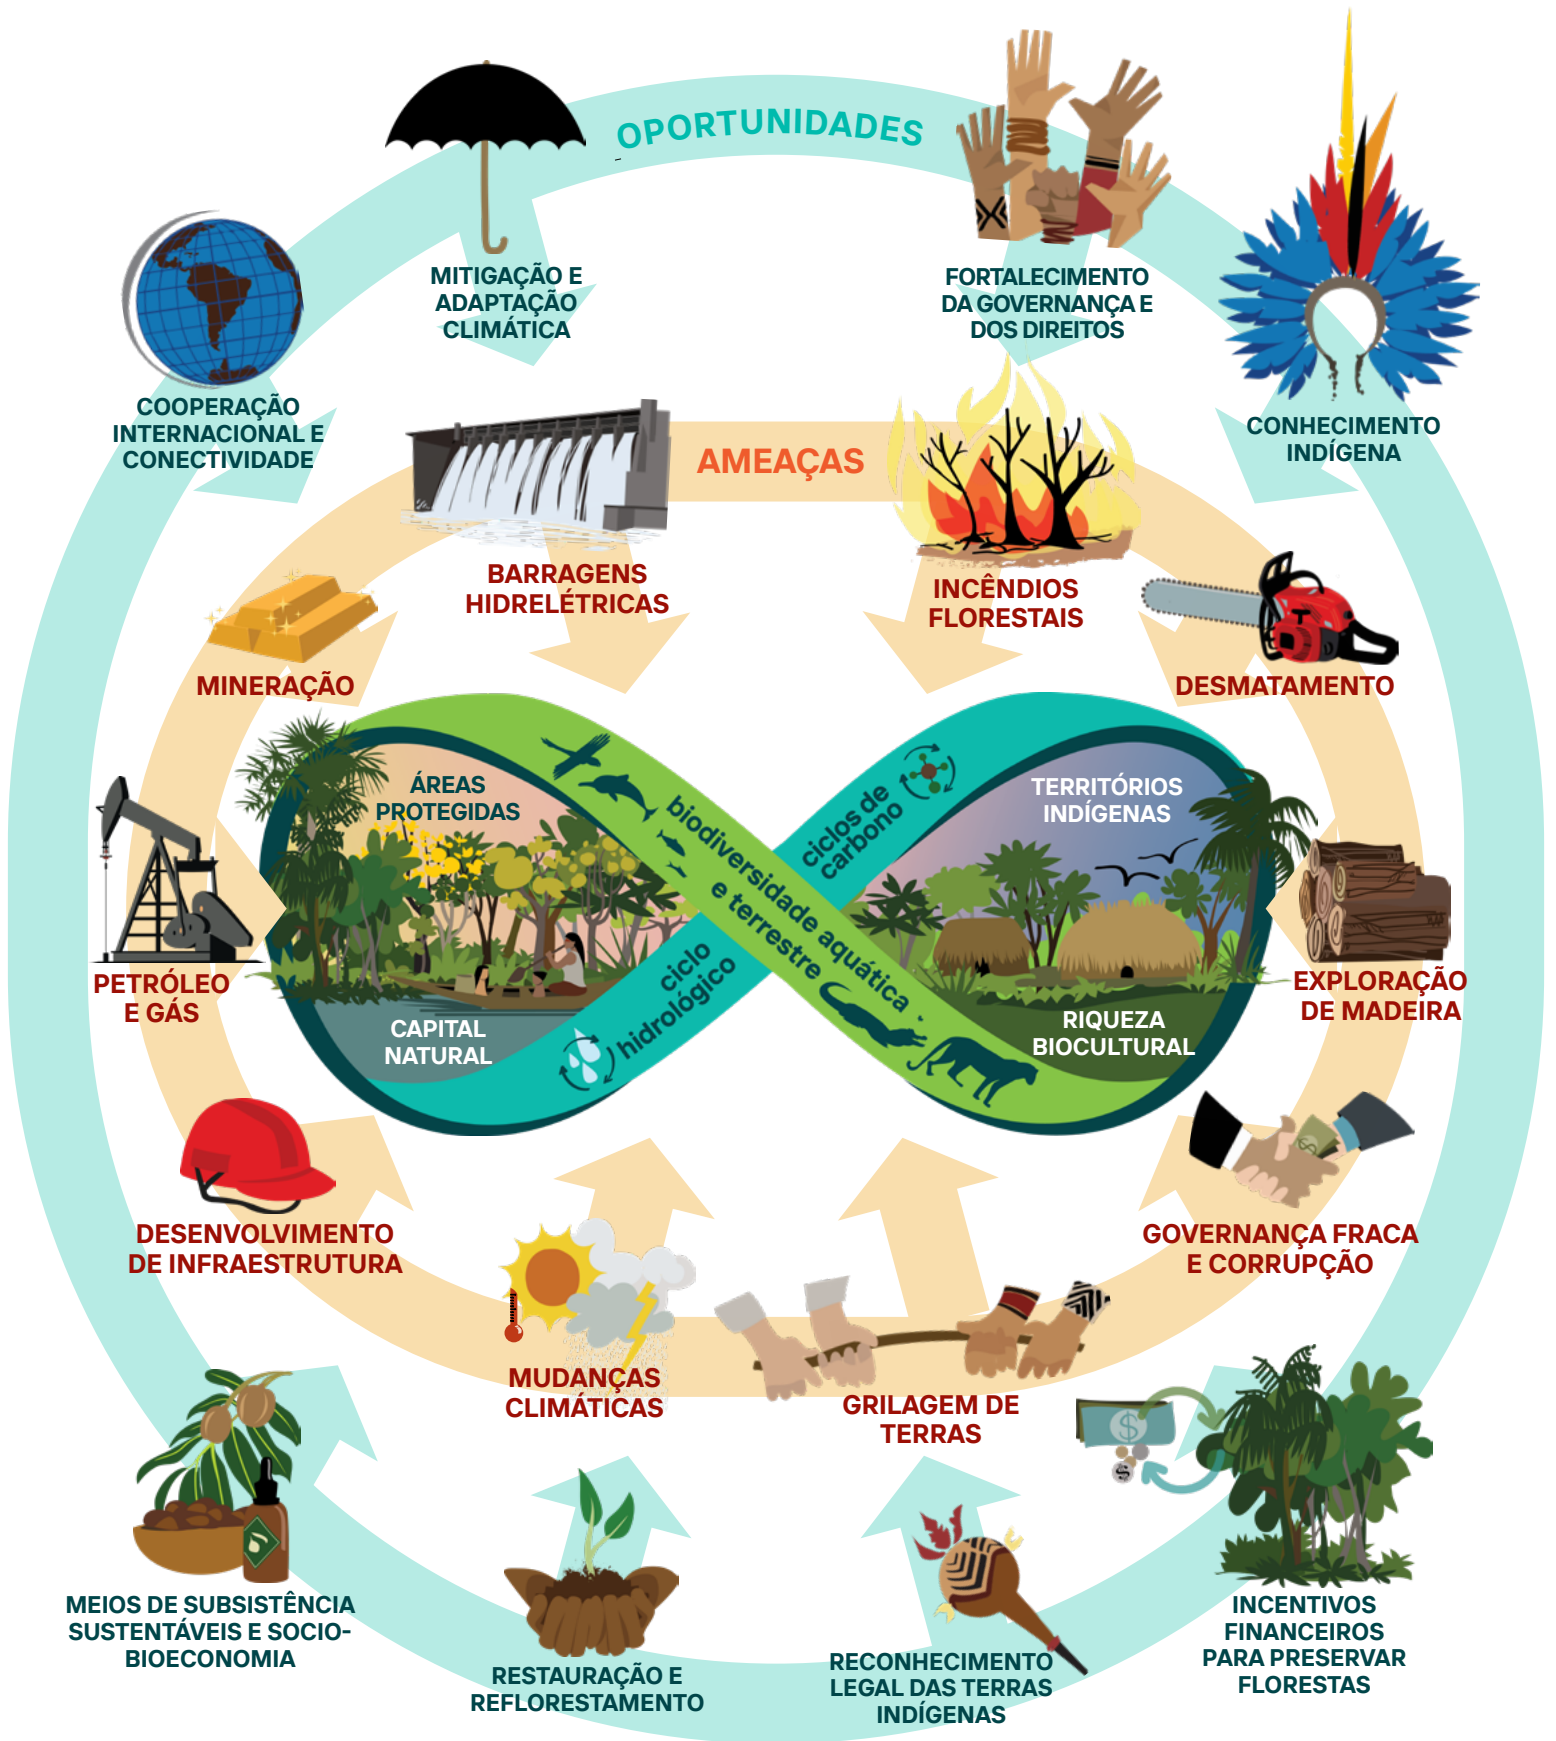 OPORTUNIDADES
MITIGAÇÃO E
ADAPTAÇÃO
CLIMÁTICA
FORTALECIMENTO
DA GOVERNANÇA E
DOS DIREITOS
COOPERAÇÃO
INTERNACIONAL E
CONECTIVIDADE
CONHECIMENTO
INDÍGENA
AMEAÇAS
BARRAGENS
HIDRELÉTRICAS
INCÊNDIOS
FLORESTAIS
MINERAÇÃO
DESMATAMENTO
ÁREAS
PROTEGIDAS
biodiversidade aquática
e terrestre
ciclos de
carbono
TERRITÓRIOS
INDÍGENAS
PETRÓLEO
E GÁS
CAPITAL
NATURAL
ciclo
hidrológico
RIQUEZA
BIOCULTURAL
EXPLORAÇÃO
DE MADEIRA
DESENVOLVIMENTO
DE INFRAESTRUTURA
GOVERNANÇA FRACA
E CORRUPÇÃO
MUDANÇAS
CLIMÁTICAS
GRILAGEM DE
TERRAS
$
$
$
MEIOS DE SUBSISTÊNCIA
SUSTENTÁVEIS E SOCIO-
BIOECONOMIA
RESTAURAÇÃO E
REFLORESTAMENTO
RECONHECIMENTO
LEGAL DAS TERRAS
INDÍGENAS
INCENTIVOS
FINANCEIROS
PARA PRESERVAR
FLORESTAS